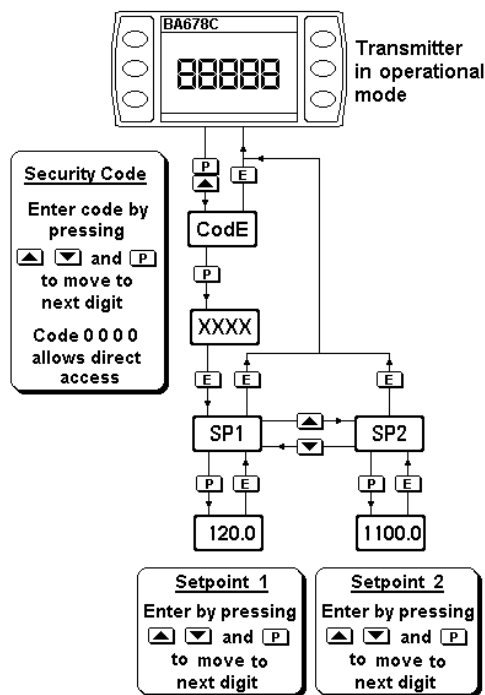 BA678C
88888
Transmitter
in operational
mode
P
E
Security Code
Enter code by
pressing
and P
to move to
next digit
Code 0 0 0 0
allows direct
access
CodE
P
XXXX
E E E
SP1 SP2
P E P E
120.0 1100.0
Setpoint 1
Enter by pressing
and P
to move to
next digit
Setpoint 2
Enter by pressing
and P
to move to
next digit